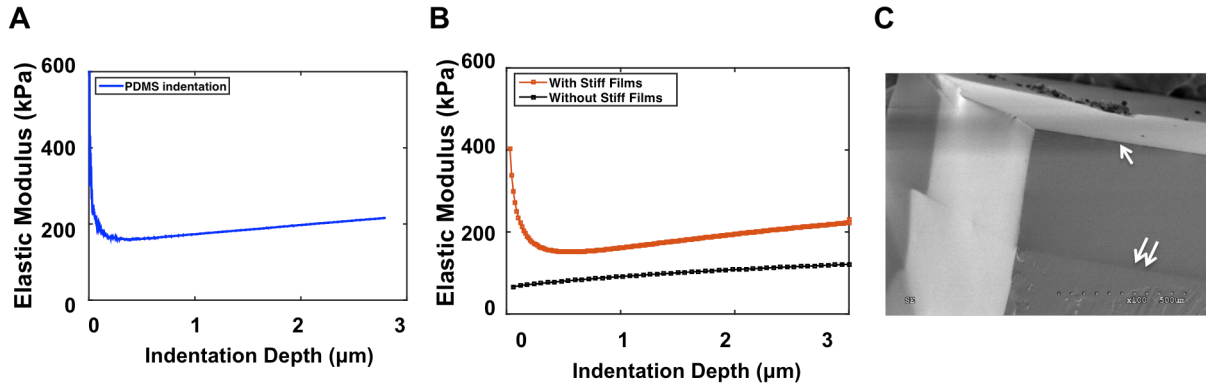 A
Elastic Modulus (kPa)
600
400
200
0
PDMS indentation
0 1 2 3
Indentation Depth (μm)
B
Elastic Modulus (kPa)
600
400
200
0
With Stiff Films
Without Stiff Films
0 1 2 3
Indentation Depth (μm)
C
SE
x100 500um